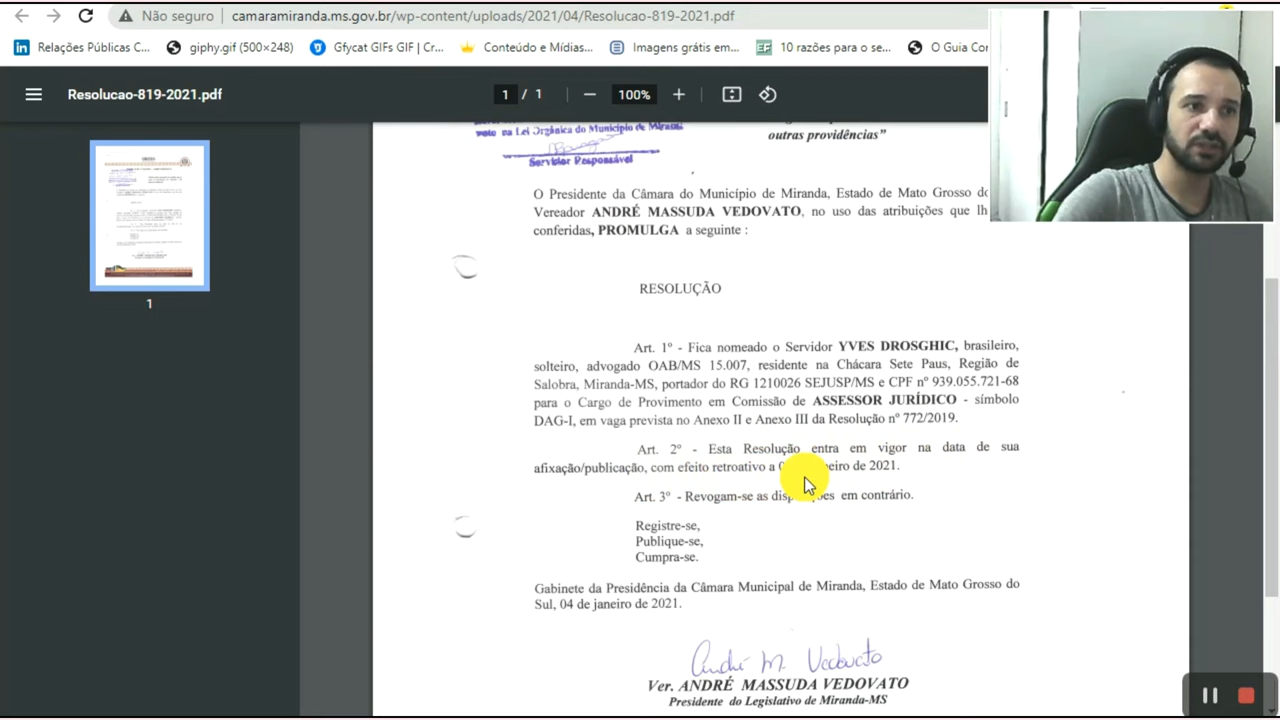 Não seguro
camaramiranda.ms.gov.br/wp-content/uploads/2021/04/Resolucao-819-2021.pdf
Relações Públicas C...
giphy.gif (500×248)
Gfycat GIFs GIF | Cr...
Conteúdo e Mídias...
Imagens grátis em...
10 razões para o se...
O Guia Con
Resolucao-819-2021.pdf
1 / 1
100%
na Lei Orgânica do Município de
Servidor Responsável
outras providências”
O Presidente da Câmara do Município de Miranda, Estado de Mato Grosso do
Vereador ANDRÉ MASSUDA VEDOVATO, no uso das atribuições que lh
conferidas, PROMULGA a seguinte :
RESOLUÇÃO
Art. 1º - Fica nomeado o Servidor YVES DROSGHIC, brasileiro,
solteiro, advogado OAB/MS 15.007, residente na Chácara Sete Paus, Região de
Salobra, Miranda-MS, portador do RG 1210026 SEJUSP/MS e CPF nº 939.055.721-68
para o Cargo de Provimento em Comissão de ASSESSOR JURÍDICO - símbolo
DAG-I, em vaga prevista no Anexo II e Anexo III da Resolução nº 772/2019.
Art. 2º - Esta Resolução entra em vigor na data de sua
afixação/publicação, com efeito retroativo a eiro de 2021.
Art. 3º - Revogam-se as em contrário.
Registre-se,
Publique-se,
Cumpra-se.
Gabinete da Presidência da Câmara Municipal de Miranda, Estado de Mato Grosso do
Sul, 04 de janeiro de 2021.
André M. Vedovato
Ver. ANDRÉ MASSUDA VEDOVATO
Presidente do Legislativo de Miranda-MS
1